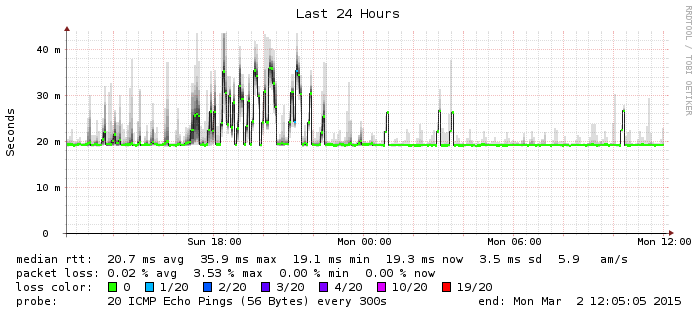 Last 24 Hours
RRDTOOL / TOBI OETIKER
Seconds
40 m
30 m
20 m
10 m
0
Sun 18:00 Mon 00:00 Mon 06:00 Mon 12:00
median rtt: 20.7 ms avg 35.9 ms max 19.1 ms min 19.3 ms now 3.5 ms sd 5.9 am/s
packet loss: 0.02 % avg 3.53 % max 0.00 % min 0.00 % now
loss color: 0 1/20 2/20 3/20 4/20 10/20 19/20
probe: 20 ICMP Echo Pings (56 Bytes) every 300s end: Mon Mar 2 12:05:05 2015